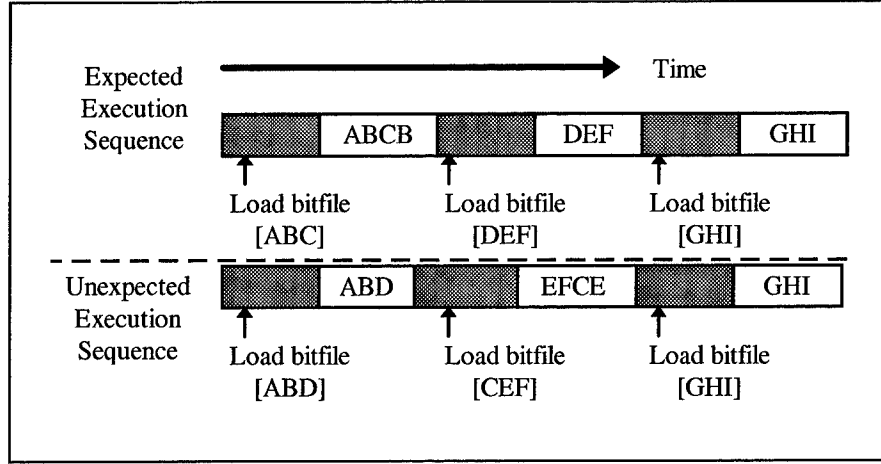 Expected
Execution
Sequence
Time
ABCB
DEF
GHI
Load bitfile
[ABC]
Load bitfile
[DEF]
Load bitfile
[GHI]
Unexpected
Execution
Sequence
ABD
EFCE
GHI
Load bitfile
[ABD]
Load bitfile
[CEF]
Load bitfile
[GHI]